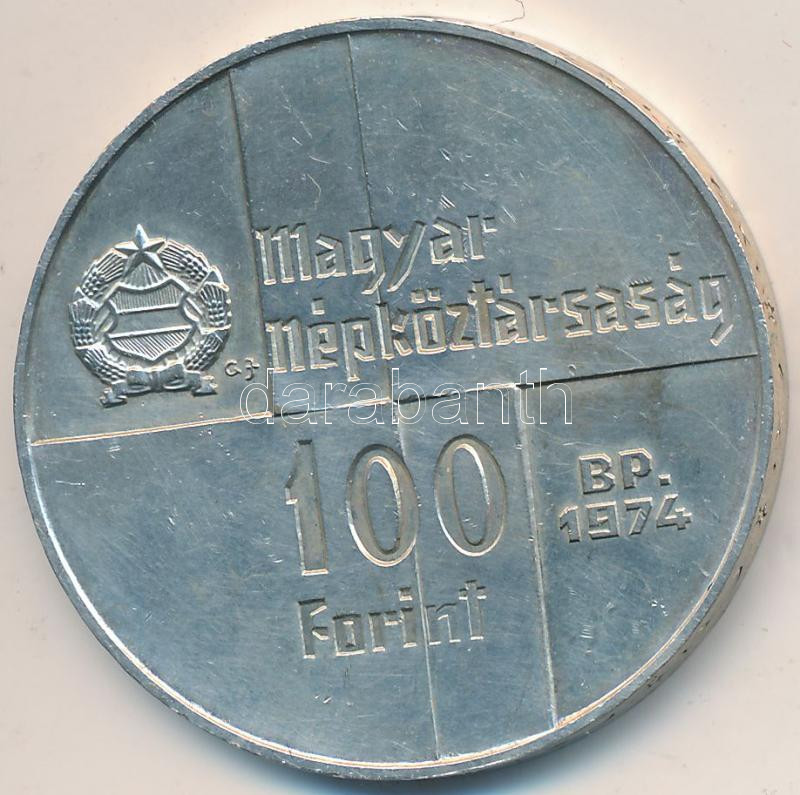 Magyar
népköztársaság
G.J.
darabanth
100
Forint
BP.
1974